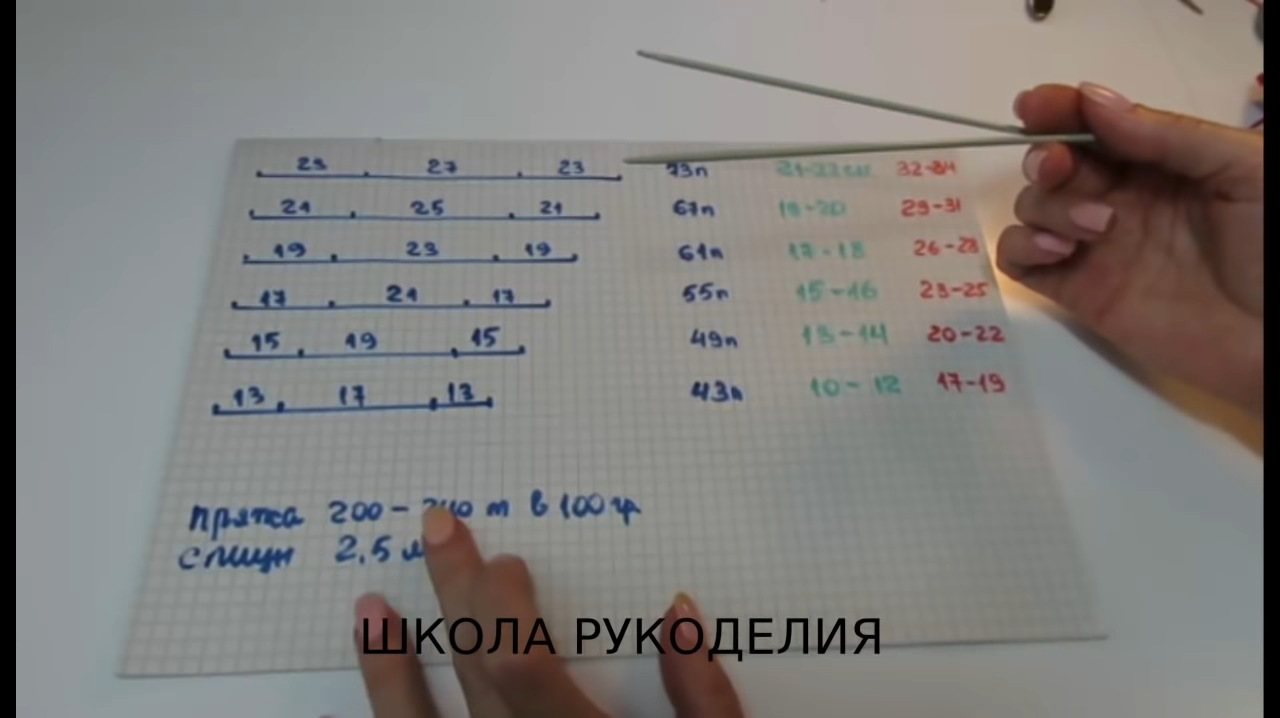 23 27 23 73п 21-22см 32-34
21 25 21 67п 19-20 29-31
19 23 19 61п 17-18 26-28
17 21 17 55п 15-16 23-25
15 19 15 49п 13-14 20-22
13 17 13 43п 10-12 17-19
пряжа 200- м в 100 гр
спицы 2,5
ШКОЛА РУКОДЕЛИЯ